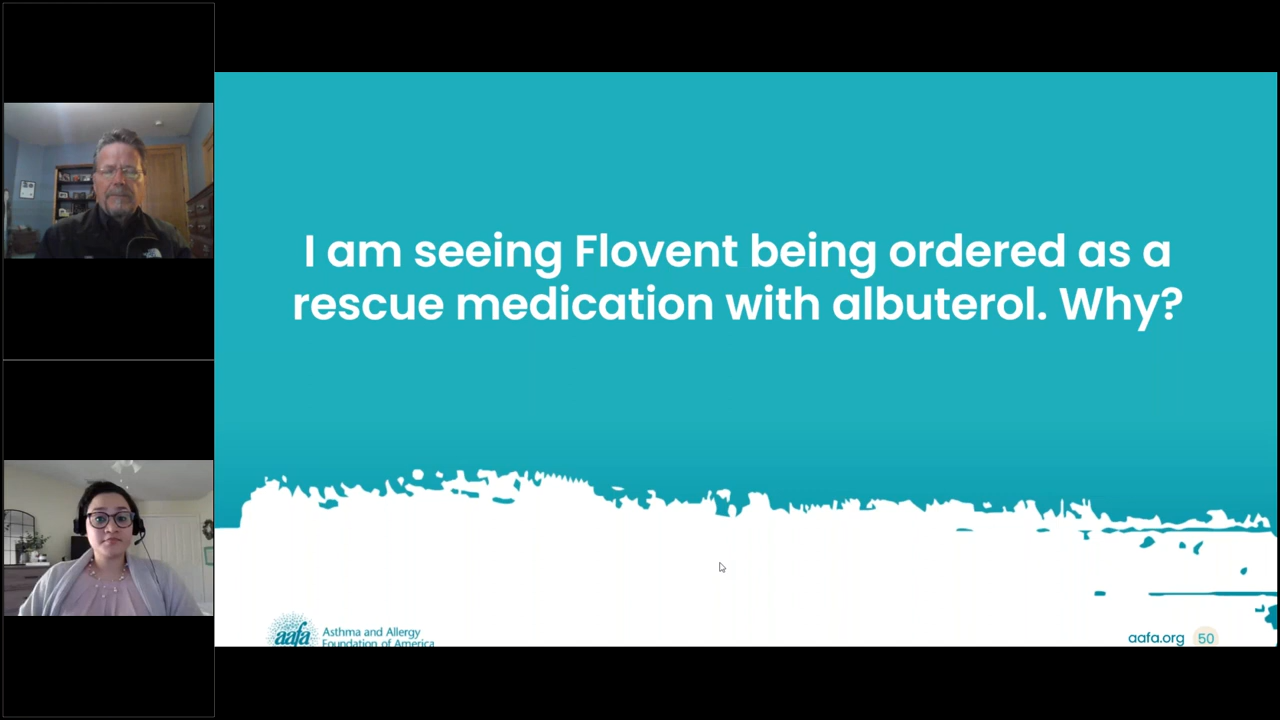 I am seeing Flovent being ordered as a
rescue medication with albuterol. Why?
aafa
Asthma and Allergy
Foundation of America
aafa.org 50